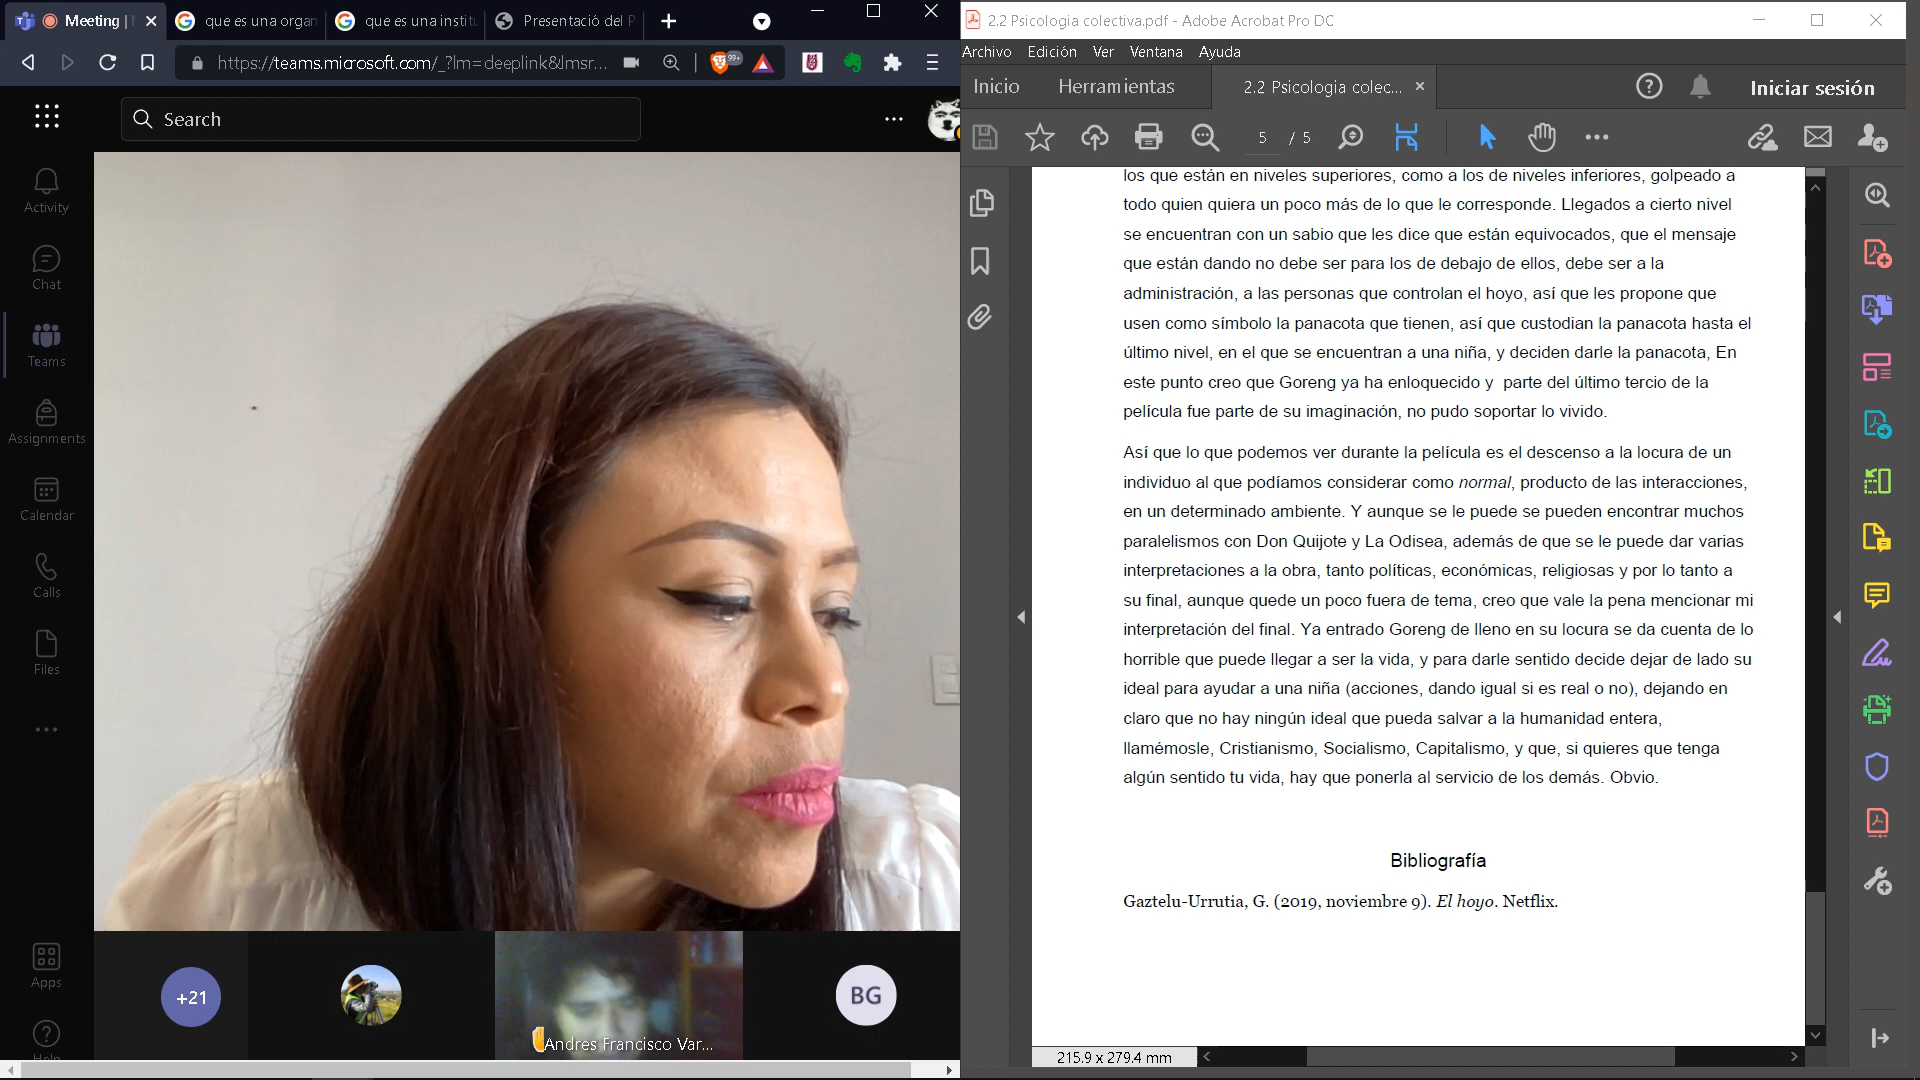 Meeting |
que es una organ
que es una institu
Presentació del P
https://teams.microsoft.com/_?lm=deeplink&lmsr...
99+
Search
Activity
Chat
Teams
Assignments
Calendar
Calls
Files
Apps
Help
+21
Andres Francisco Var...
BG
2.2 Psicologia colectiva.pdf - Adobe Acrobat Pro DC
Archivo Edición Ver Ventana Ayuda
Inicio Herramientas 2.2 Psicologia colec... Iniciar sesión
5 / 5
los que están en niveles superiores, como a los de niveles inferiores, golpeado a
todo quien quiera un poco más de lo que le corresponde. Llegados a cierto nivel
se encuentran con un sabio que les dice que están equivocados, que el mensaje
que están dando no debe ser para los de debajo de ellos, debe ser a la
administración, a las personas que controlan el hoyo, así que les propone que
usen como símbolo la panacota que tienen, así que custodian la panacota hasta el
último nivel, en el que se encuentran a una niña, y deciden darle la panacota, En
este punto creo que Goreng ya ha enloquecido y  parte del último tercio de la
película fue parte de su imaginación, no pudo soportar lo vivido.
Así que lo que podemos ver durante la película es el descenso a la locura de un
individuo al que podíamos considerar como normal, producto de las interacciones,
en un determinado ambiente. Y aunque se le puede se pueden encontrar muchos
paralelismos con Don Quijote y La Odisea, además de que se le puede dar varias
interpretaciones a la obra, tanto políticas, económicas, religiosas y por lo tanto a
su final, aunque quede un poco fuera de tema, creo que vale la pena mencionar mi
interpretación del final. Ya entrado Goreng de lleno en su locura se da cuenta de lo
horrible que puede llegar a ser la vida, y para darle sentido decide dejar de lado su
ideal para ayudar a una niña (acciones, dando igual si es real o no), dejando en
claro que no hay ningún ideal que pueda salvar a la humanidad entera,
llamémosle, Cristianismo, Socialismo, Capitalismo, y que, si quieres que tenga
algún sentido tu vida, hay que ponerla al servicio de los demás. Obvio.
Bibliografía
Gaztelu-Urrutia, G. (2019, noviembre 9). El hoyo. Netflix.
215.9 x 279.4 mm